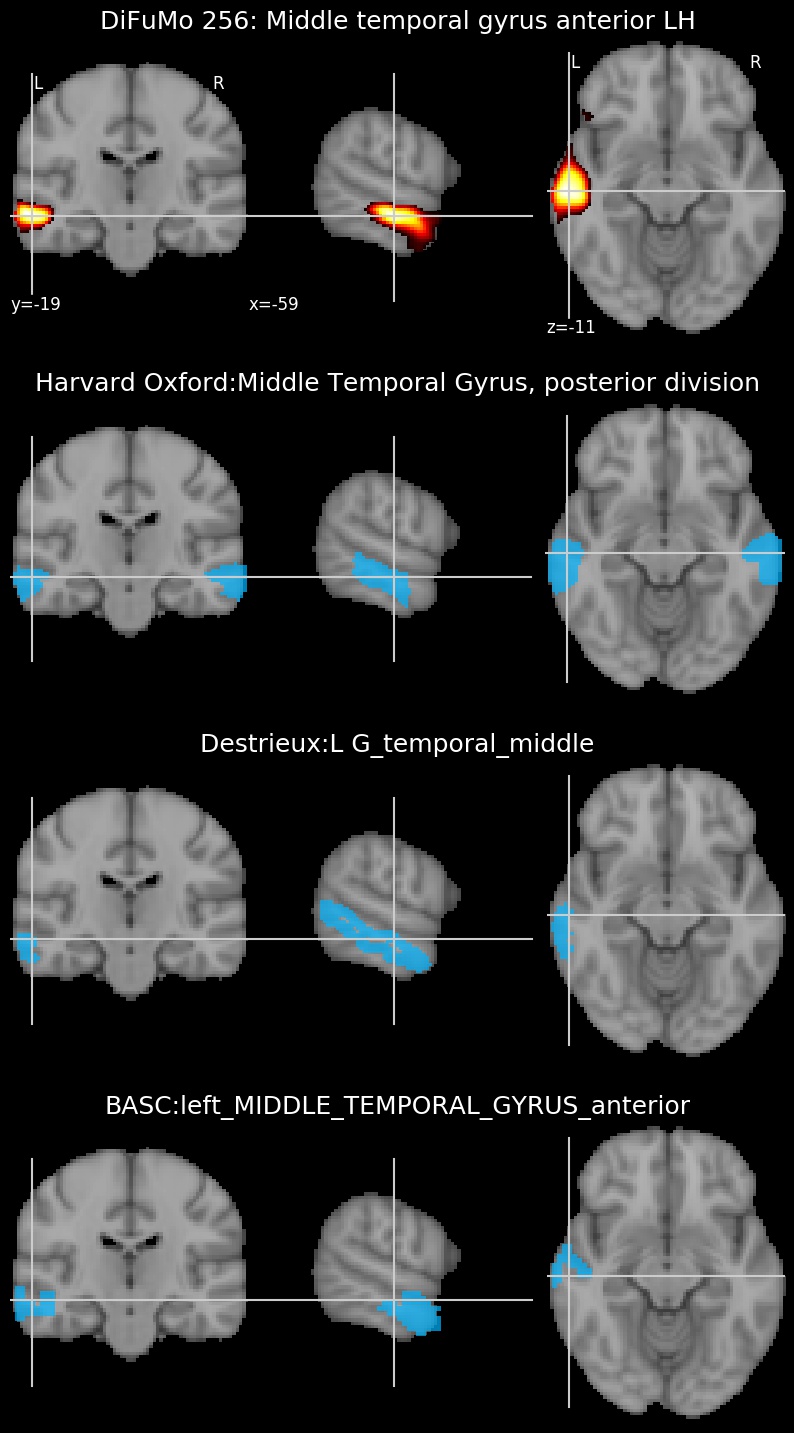 DiFuMo 256: Middle temporal gyrus anterior LH
L R L R
y=-19 x=-59 z=-11
Harvard Oxford:Middle Temporal Gyrus, posterior division
Destrieux:L G_temporal_middle
BASC:left_MIDDLE_TEMPORAL_GYRUS_anterior